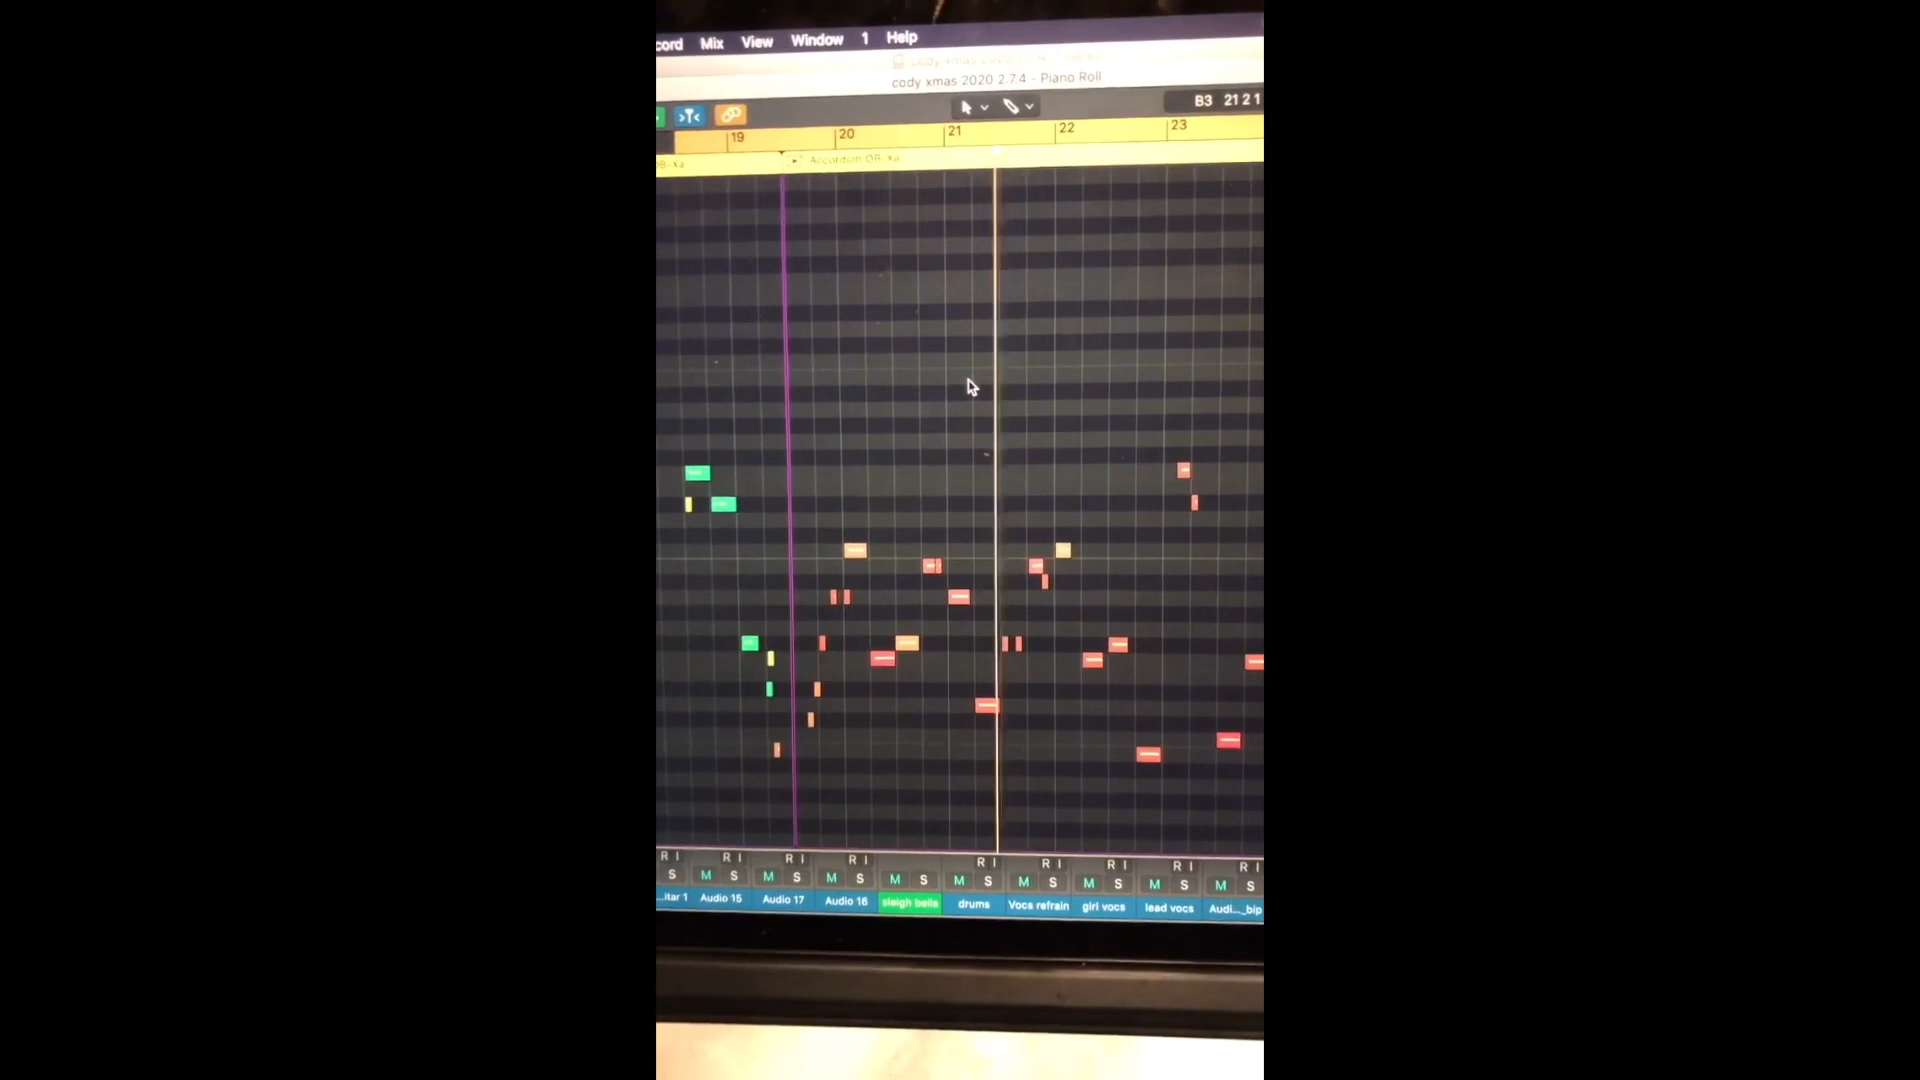 cord Mix View Window 1 Help
cody xmas 2020 2.7.4 - Piano Roll
B3 21 2 1
19 20 21 22 23
B-Xa Accordion OB-Xa
R I R I R I R I R I R I R I R I R I
S M S M S M S M S M S M S M S M S M S
...itar 1 Audio 15 Audio 17 Audio 16 sleigh bells drums Vocs refrain girl vocs lead vocs Audi..._bip